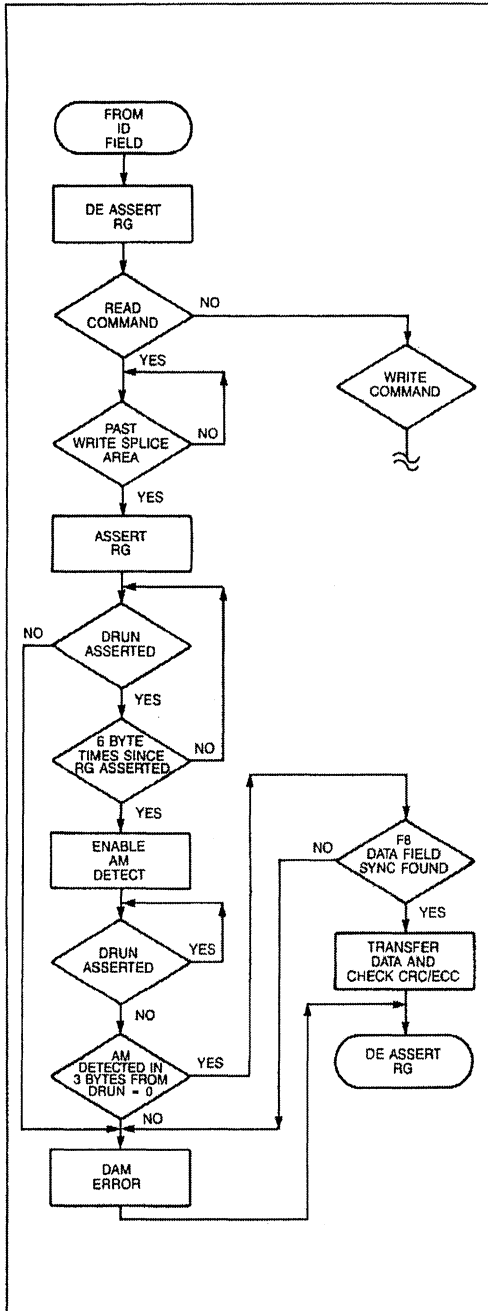 FROM
ID
FIELD
DE ASSERT
RG
READ
COMMAND
NO
YES
WRITE
COMMAND
PAST
WRITE SPLICE
AREA
NO
YES
ASSERT
RG
NO
DRUN
ASSERTED
YES
6 BYTE
TIMES SINCE
RG ASSERTED
NO
YES
ENABLE
AM
DETECT
DRUN
ASSERTED
YES
NO
AM
DETECTED IN
3 BYTES FROM
DRUN = 0
YES
NO
F8
DATA FIELD
SYNC FOUND
NO
YES
TRANSFER
DATA AND
CHECK CRC/ECC
DE ASSERT
RG
DAM
ERROR